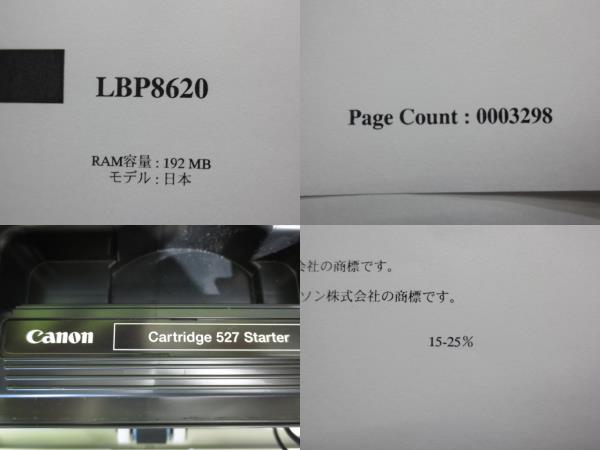 LBP8620
RAM容量 : 192 MB
モデル : 日本
Page Count : 0003298
Canon
Cartridge 527 Starter
会社の商標です。
ソン株式会社の商標です。
15-25%